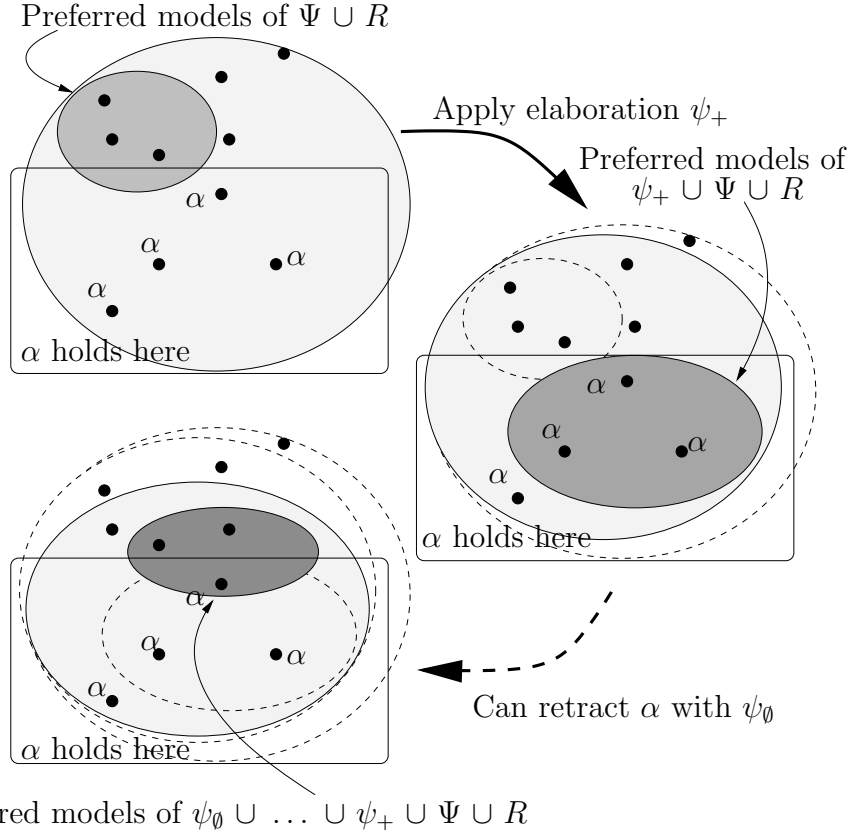 Preferred models of Ψ ∪ R
Apply elaboration ψ₊
Preferred models of
ψ₊ ∪ Ψ ∪ R
α
α
α
α
α holds here
α
α
α
α
α holds here
α
α
α
α
α holds here
Can retract α with ψ∅
models of ψ∅ ∪ … ∪ ψ₊ ∪ Ψ ∪ R